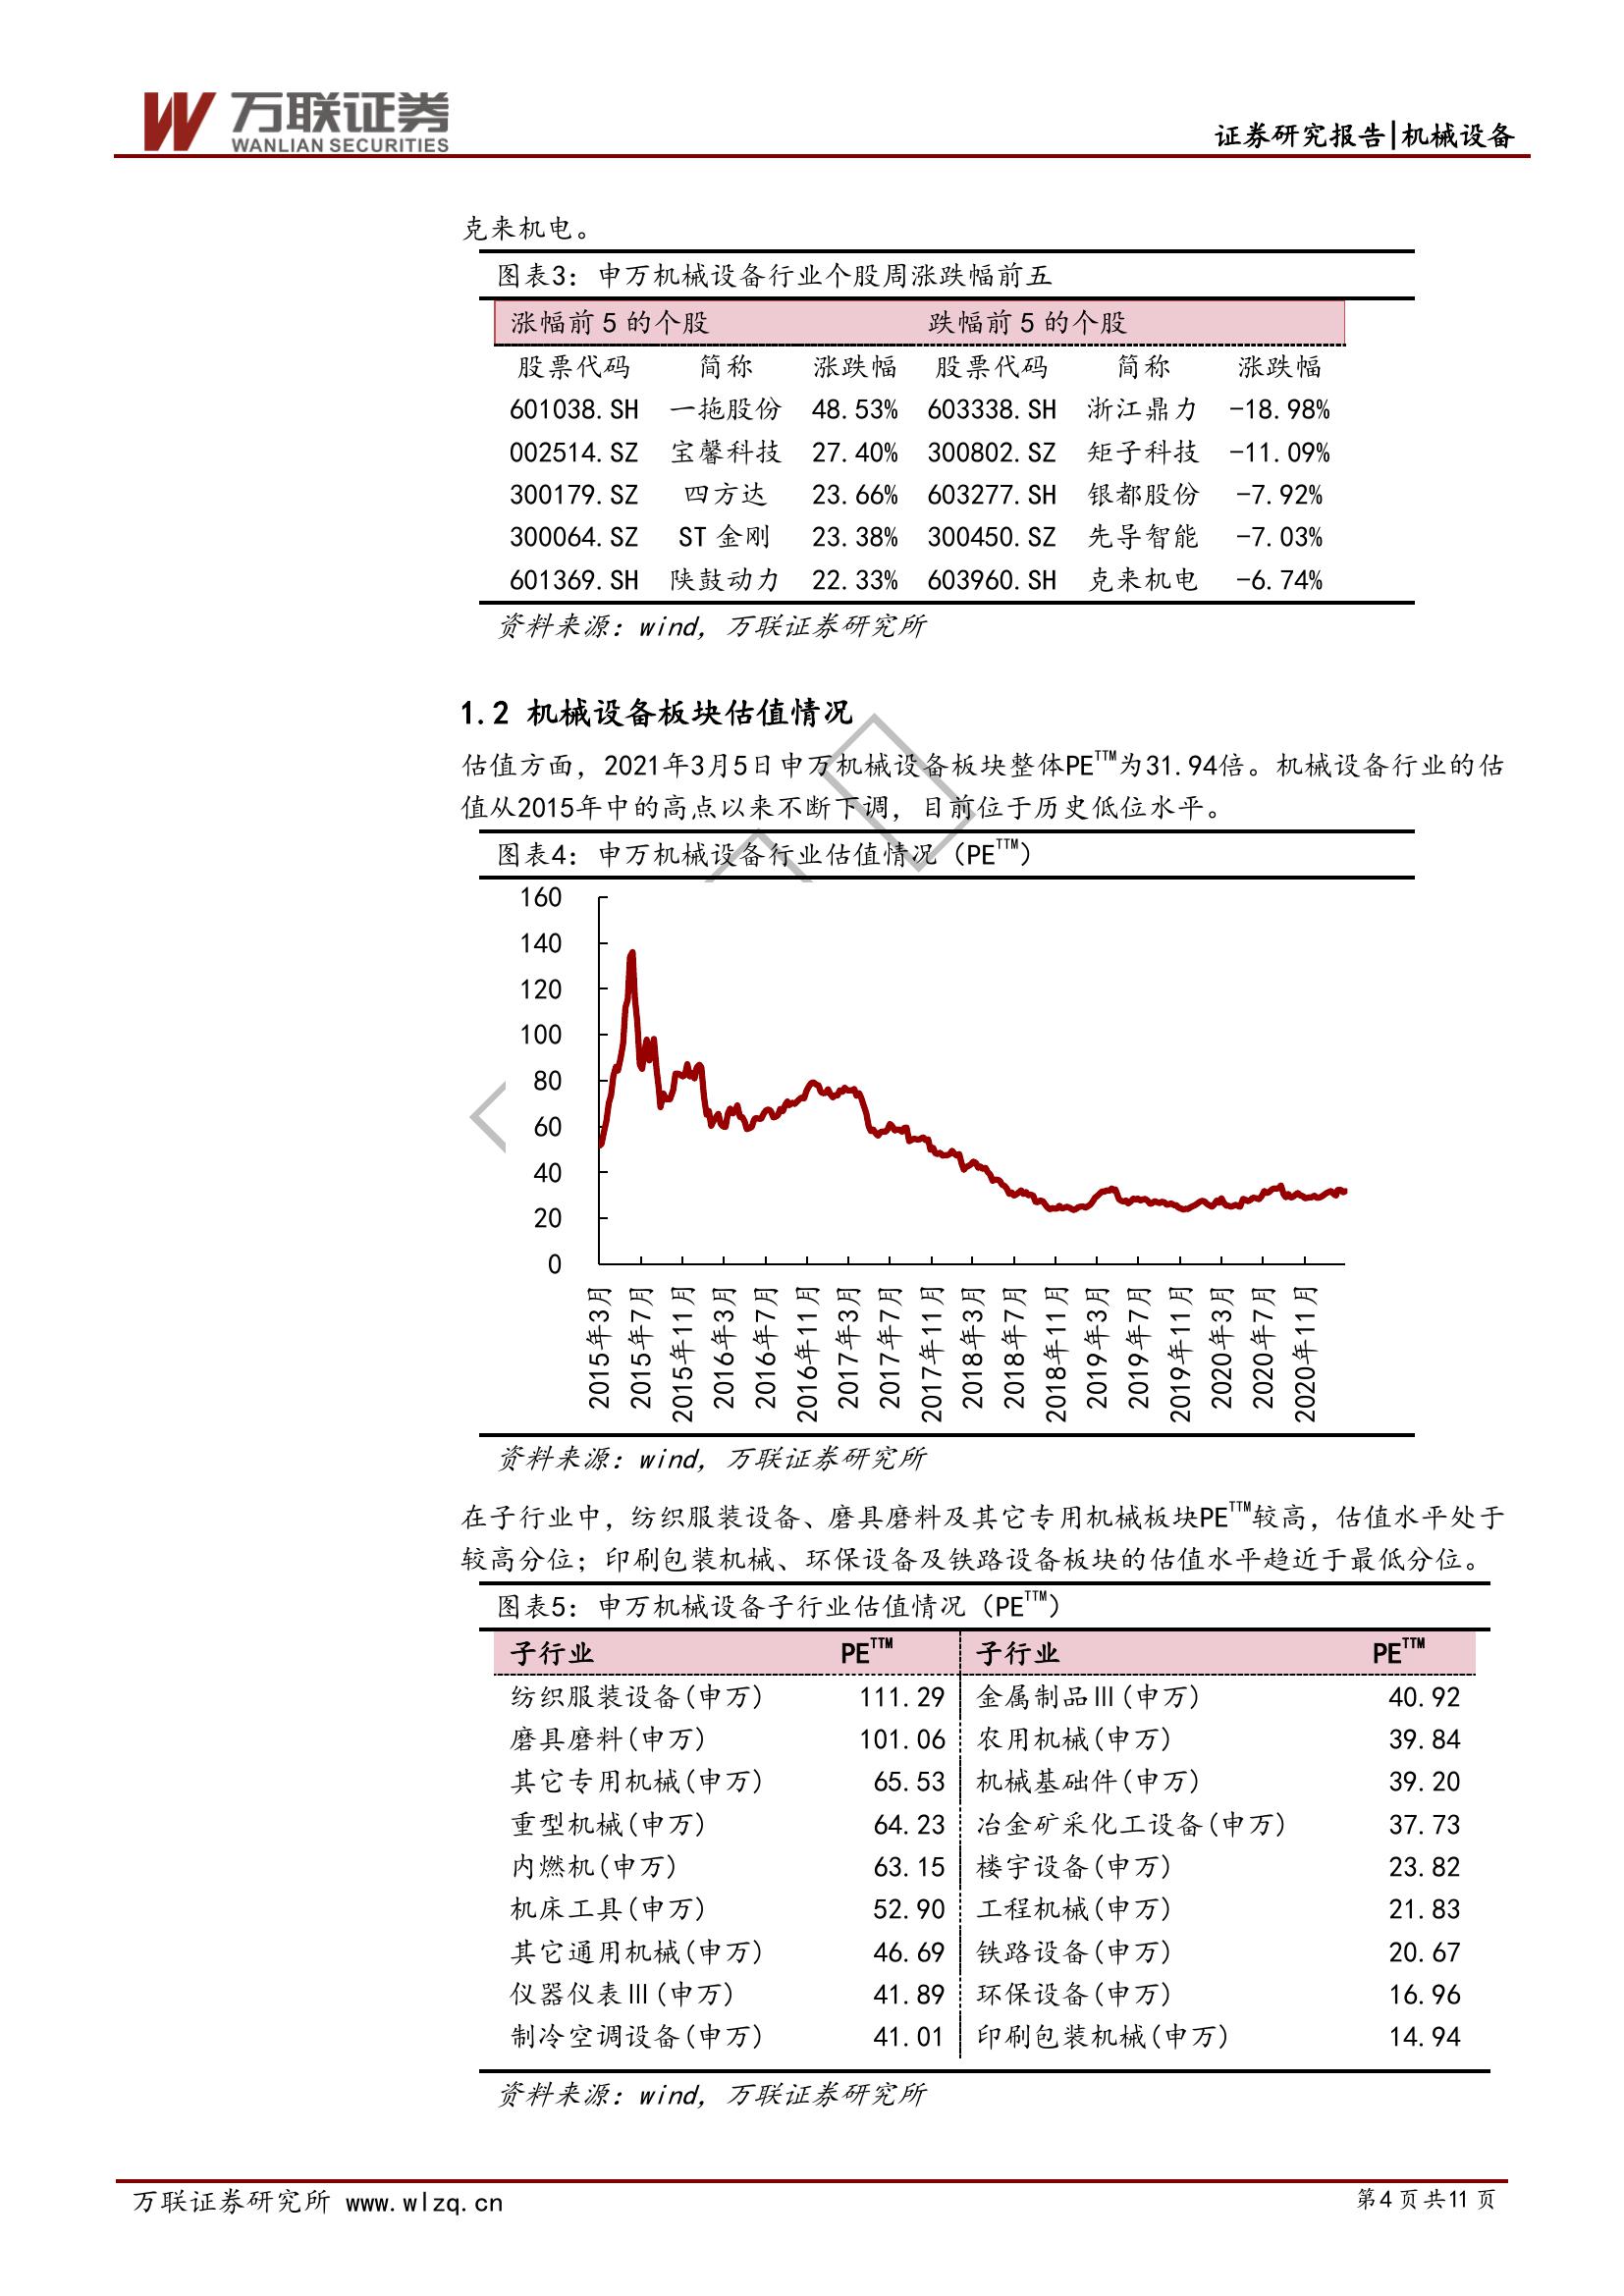 万联证券
WANLIAN SECURITIES
证券研究报告|机械设备
克来机电。
图表3：申万机械设备行业个股周涨跌幅前五
涨幅前 5 的个股 跌幅前 5 的个股
股票代码 简称 涨跌幅 股票代码 简称 涨跌幅
601038.SH 一拖股份 48.53% 603338.SH 浙江鼎力 -18.98%
002514.SZ 宝馨科技 27.40% 300802.SZ 矩子科技 -11.09%
300179.SZ 四方达 23.66% 603277.SH 银都股份 -7.92%
300064.SZ ST 金刚 23.38% 300450.SZ 先导智能 -7.03%
601369.SH 陕鼓动力 22.33% 603960.SH 克来机电 -6.74%
资料来源：wind，万联证券研究所
1.2 机械设备板块估值情况
估值方面，2021年3月5日申万机械设备板块整体PE^TTM为31.94倍。机械设备行业的估
值从2015年中的高点以来不断下调，目前位于历史低位水平。
图表4：申万机械设备行业估值情况（PE^TTM）
160
140
120
100
80
60
40
20
0
2015年3月
2015年7月
2015年11月
2016年3月
2016年7月
2016年11月
2017年3月
2017年7月
2017年11月
2018年3月
2018年7月
2018年11月
2019年3月
2019年7月
2019年11月
2020年3月
2020年7月
2020年11月
资料来源：wind，万联证券研究所
在子行业中，纺织服装设备、磨具磨料及其它专用机械板块PE^TTM较高，估值水平处于
较高分位；印刷包装机械、环保设备及铁路设备板块的估值水平趋近于最低分位。
图表5：申万机械设备子行业估值情况（PE^TTM）
子行业 PE^TTM 子行业 PE^TTM
纺织服装设备(申万) 111.29 金属制品Ⅲ(申万) 40.92
磨具磨料(申万) 101.06 农用机械(申万) 39.84
其它专用机械(申万) 65.53 机械基础件(申万) 39.20
重型机械(申万) 64.23 冶金矿采化工设备(申万) 37.73
内燃机(申万) 63.15 楼宇设备(申万) 23.82
机床工具(申万) 52.90 工程机械(申万) 21.83
其它通用机械(申万) 46.69 铁路设备(申万) 20.67
仪器仪表Ⅲ(申万) 41.89 环保设备(申万) 16.96
制冷空调设备(申万) 41.01 印刷包装机械(申万) 14.94
资料来源：wind，万联证券研究所
万联证券研究所 www.wlzq.cn
第4页共11页